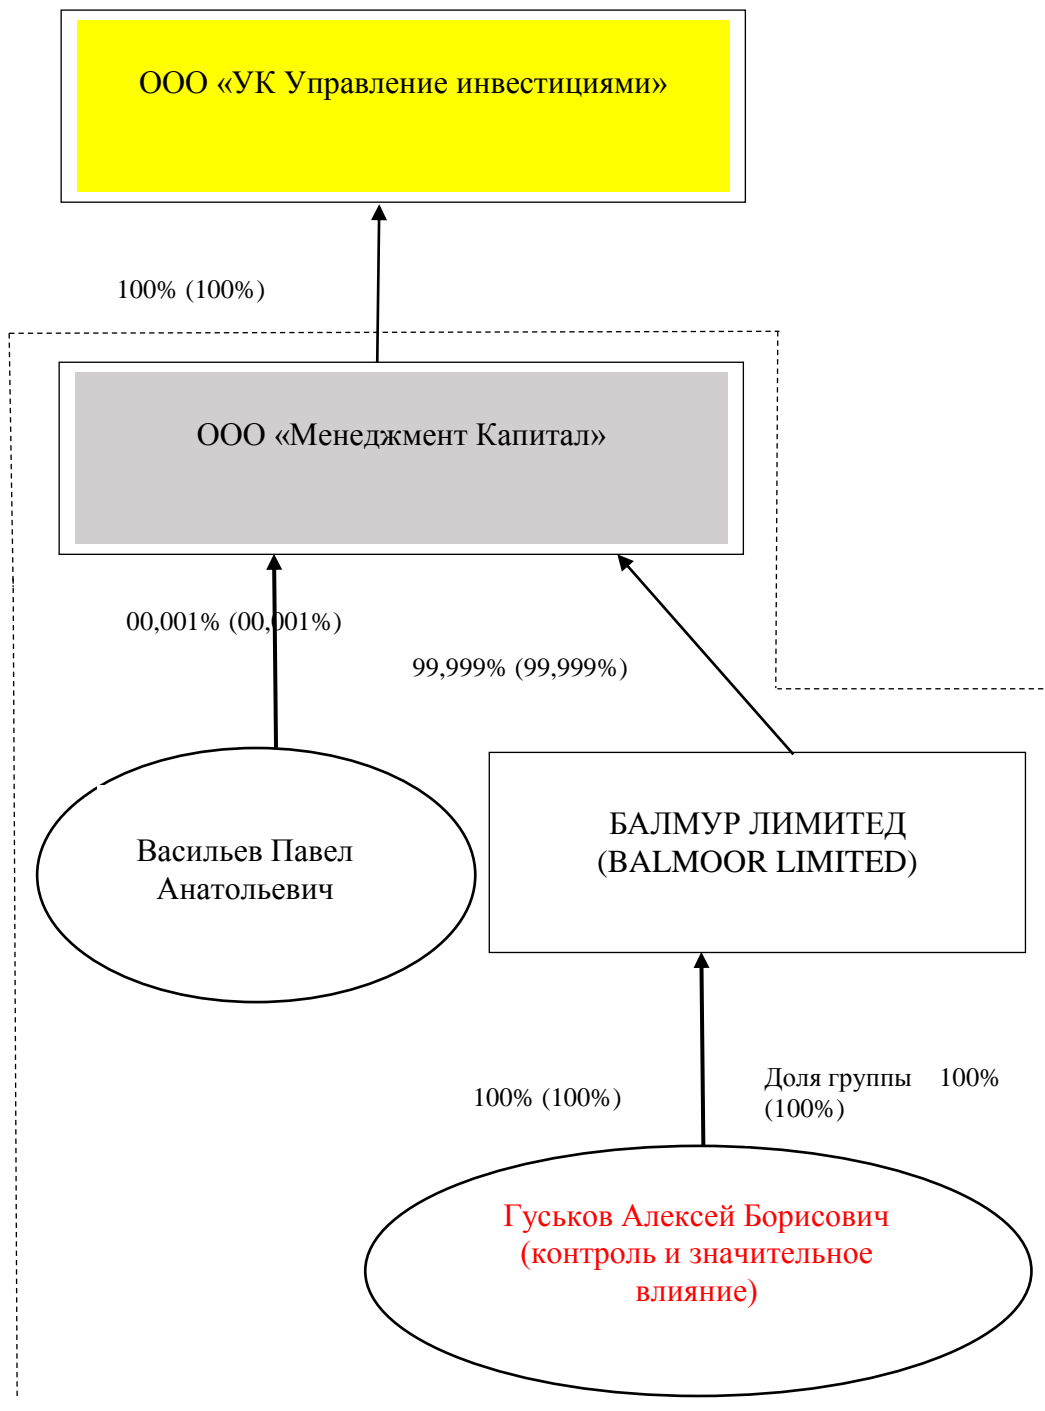 ООО «УК Управление инвестициями»
100% (100%)
ООО «Менеджмент Капитал»
00,001% (00,001%)
99,999% (99,999%)
Васильев Павел
Анатольевич
БАЛМУР ЛИМИТЕД
(BALMOOR LIMITED)
100% (100%)
Доля группы 100%
(100%)
Гуськов Алексей Борисович
(контроль и значительное
влияние)